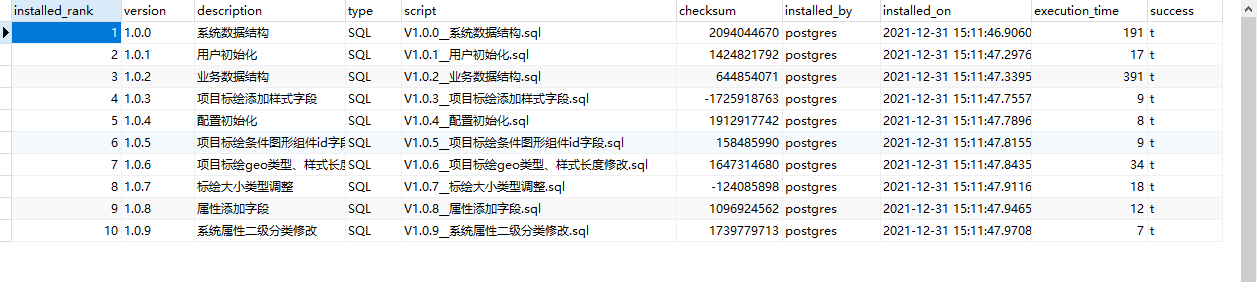 installed_rank version description type script checksum installed_by installed_on execution_time success
1 1.0.0 系统数据结构 SQL V1.0.0__系统数据结构.sql 2094044670 postgres 2021-12-31 15:11:46.9060 191 t
2 1.0.1 用户初始化 SQL V1.0.1__用户初始化.sql 1424821792 postgres 2021-12-31 15:11:47.2976 17 t
3 1.0.2 业务数据结构 SQL V1.0.2__业务数据结构.sql 644854071 postgres 2021-12-31 15:11:47.3395 391 t
4 1.0.3 项目标绘添加样式字段 SQL V1.0.3__项目标绘添加样式字段.sql -1725918763 postgres 2021-12-31 15:11:47.7557 9 t
5 1.0.4 配置初始化 SQL V1.0.4__配置初始化.sql 1912917742 postgres 2021-12-31 15:11:47.7896 8 t
6 1.0.5 项目标绘条件图形组件id字段 SQL V1.0.5__项目标绘条件图形组件id字段.sql 158485990 postgres 2021-12-31 15:11:47.8155 9 t
7 1.0.6 项目标绘geo类型、样式长度 SQL V1.0.6__项目标绘geo类型、样式长度修改.sql 1647314680 postgres 2021-12-31 15:11:47.8435 34 t
8 1.0.7 标绘大小类型调整 SQL V1.0.7__标绘大小类型调整.sql -124085898 postgres 2021-12-31 15:11:47.9116 18 t
9 1.0.8 属性添加字段 SQL V1.0.8__属性添加字段.sql 1096924562 postgres 2021-12-31 15:11:47.9465 12 t
10 1.0.9 系统属性二级分类修改 SQL V1.0.9__系统属性二级分类修改.sql 1739779713 postgres 2021-12-31 15:11:47.9708 7 t